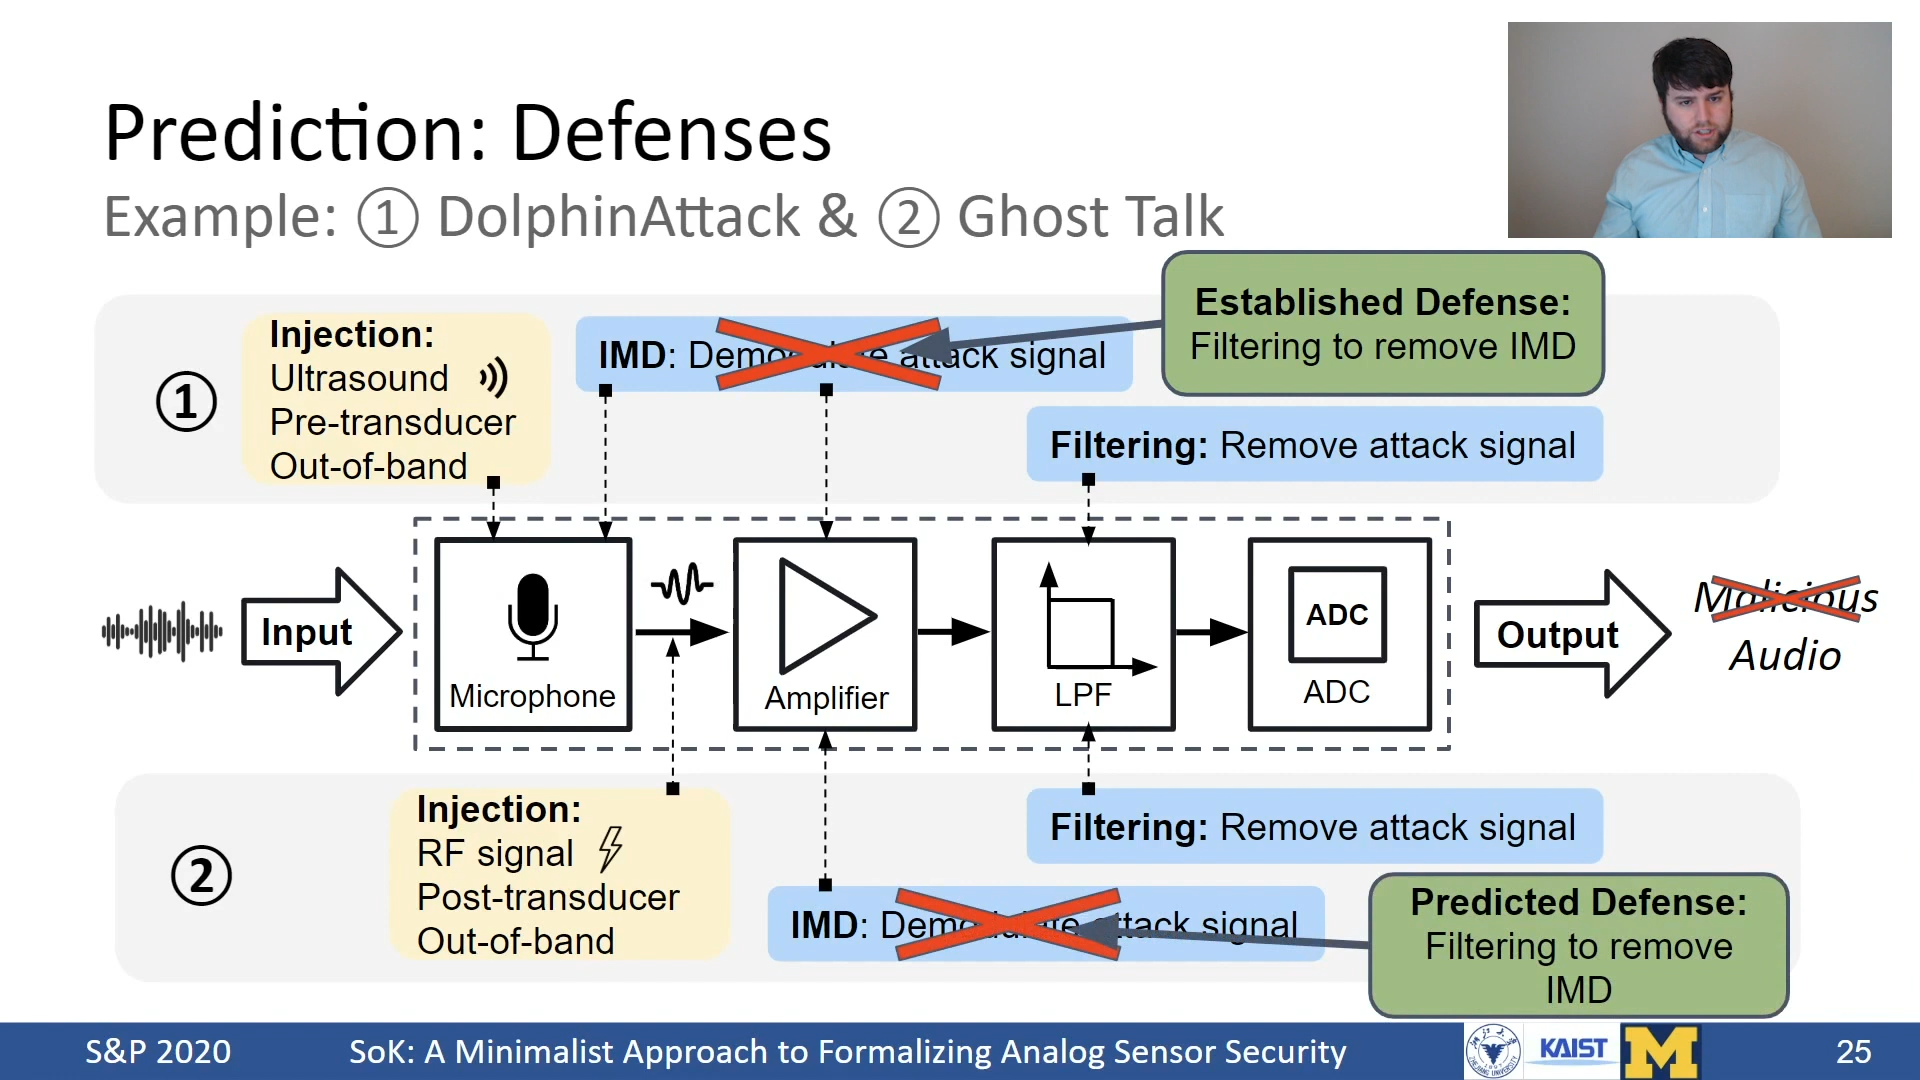 Prediction: Defenses
Example: ① DolphinAttack & ② Ghost Talk
Established Defense:
Filtering to remove IMD
①
Injection:
Ultrasound
Pre-transducer
Out-of-band
IMD: Demodulate attack signal
Filtering: Remove attack signal
Input
Microphone
Amplifier
LPF
ADC
ADC
Output
Malicious
Audio
②
Injection:
RF signal
Post-transducer
Out-of-band
Filtering: Remove attack signal
IMD: Demodulate attack signal
Predicted Defense:
Filtering to remove
IMD
S&P 2020
SoK: A Minimalist Approach to Formalizing Analog Sensor Security
KAIST
M
25